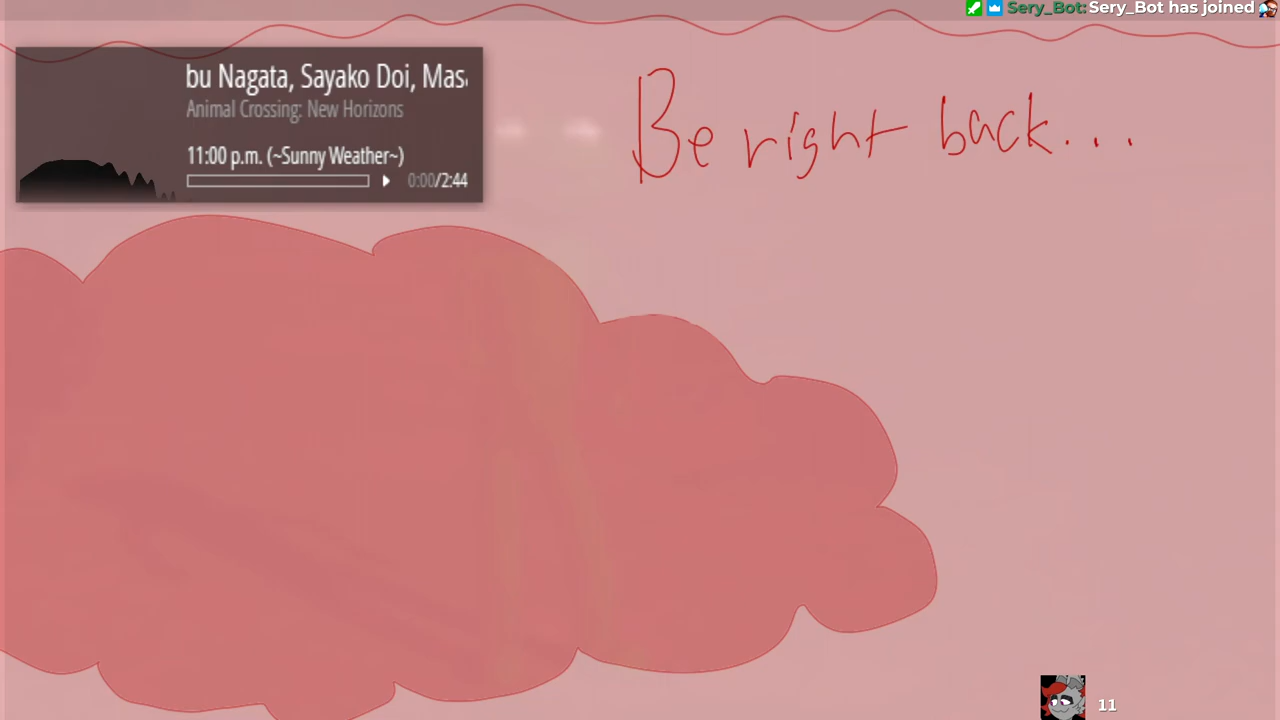 Sery_Bot: Sery_Bot has joined
bu Nagata, Sayako Doi, Mas
Animal Crossing: New Horizons
11:00 p.m. (~Sunny Weather~)
0:00/2:44
Be right back...
11